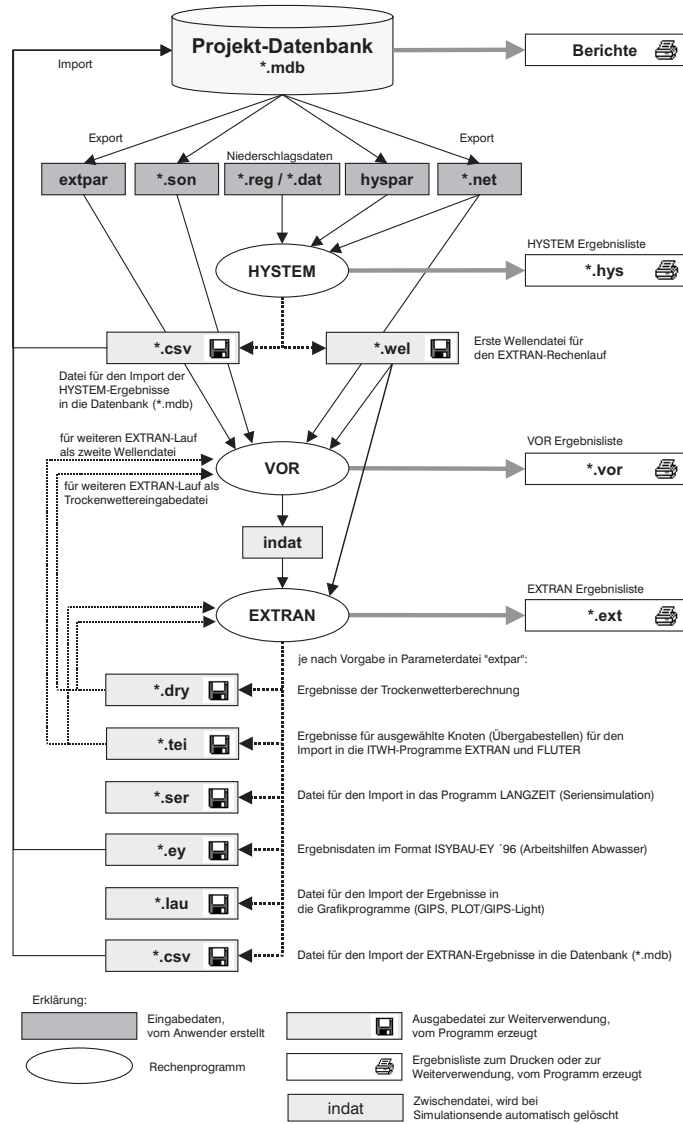 Projekt-Datenbank
*.mdb
Berichte
Import
Export
Niederschlagsdaten
Export
extpar
*.son
*.reg / *.dat
hyspar
*.net
HYSTEM
HYSTEM Ergebnisliste
*.hys
*.csv
*.wel
Erste Wellendatei für
den EXTRAN-Rechenlauf
Datei für den Import der
HYSTEM-Ergebnisse
in die Datenbank (*.mdb)
für weiteren EXTRAN-Lauf
als zweite Wellendatei
für weiteren EXTRAN-Lauf als
Trockenwettereingabedatei
VOR
VOR Ergebnisliste
*.vor
indat
EXTRAN
EXTRAN Ergebnisliste
*.ext
je nach Vorgabe in Parameterdatei "extpar":
*.dry
Ergebnisse der Trockenwetterberechnung
*.tei
Ergebnisse für ausgewählte Knoten (Übergabestellen) für den
Import in die ITWH-Programme EXTRAN und FLUTER
*.ser
Datei für den Import in das Programm LANGZEIT (Seriensimulation)
*.ey
Ergebnisdaten im Format ISYBAU-EY ´96 (Arbeitshilfen Abwasser)
*.lau
Datei für den Import der Ergebnisse in
die Grafikprogramme (GIPS, PLOT/GIPS-Light)
*.csv
Datei für den Import der EXTRAN-Ergebnisse in die Datenbank (*.mdb)
Erklärung:
Eingabedaten,
vom Anwender erstellt
Ausgabedatei zur Weiterverwendung,
vom Programm erzeugt
Rechenprogramm
Ergebnisliste zum Drucken oder zur
Weiterverwendung, vom Programm erzeugt
indat
Zwischendatei, wird bei
Simulationsende automatisch gelöscht